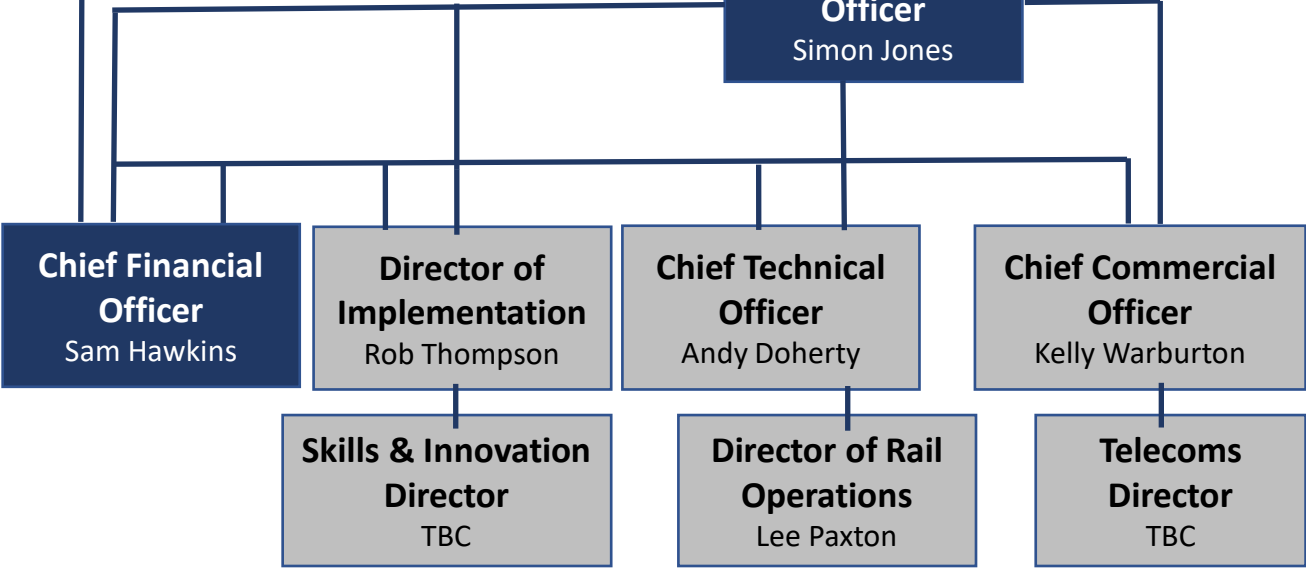 Officer
Simon Jones
Chief Financial
Officer
Sam Hawkins
Director of
Implementation
Rob Thompson
Chief Technical
Officer
Andy Doherty
Chief Commercial
Officer
Kelly Warburton
Skills & Innovation
Director
TBC
Director of Rail
Operations
Lee Paxton
Telecoms
Director
TBC